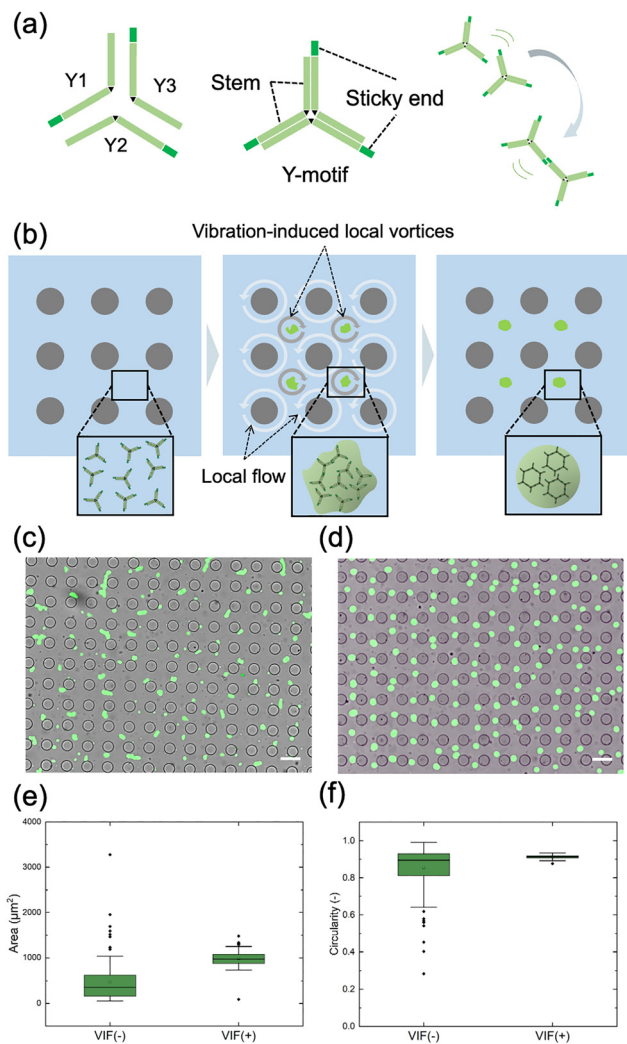 (a)
Y1
Y3
Y2
Stem
Sticky end
Y-motif
(b)
Vibration-induced local vortices
Local flow
(c)
(d)
(e)
(f)
4000
3000
2000
1000
0
Area (μm²)
VIF(-)
VIF(+)
1.0
0.8
0.6
0.4
0.2
0.0
Circularity (-)
VIF(-)
VIF(+)